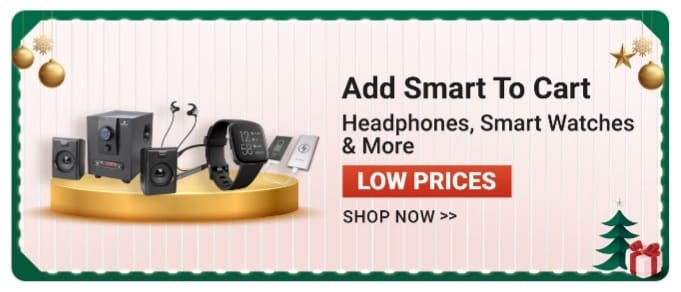 Add Smart To Cart
Headphones, Smart Watches
& More
LOW PRICES
SHOP NOW >>